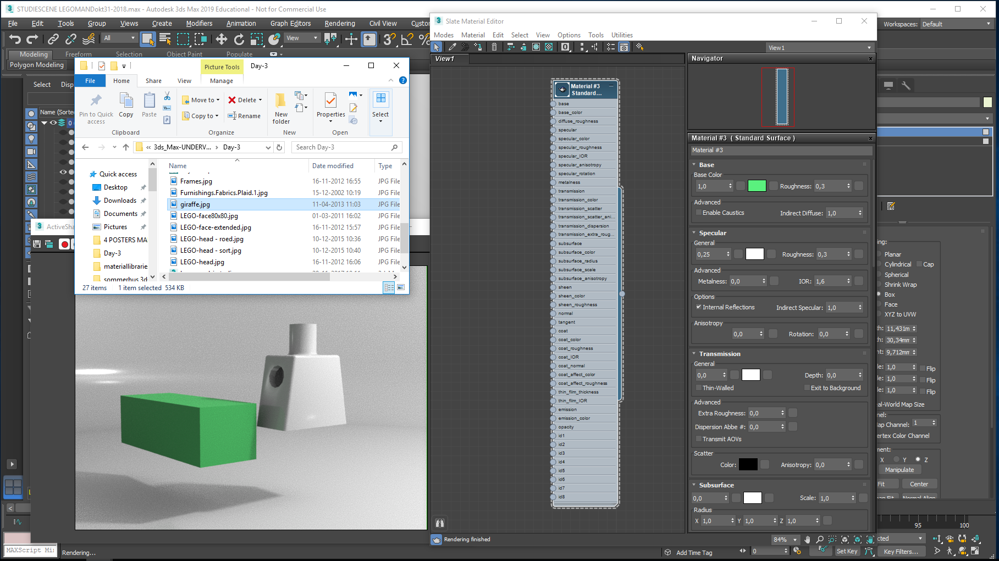 STUDIESCENE LEGOMANDokt31-2018.max - Autodesk 3ds Max 2019 Educational - Not for Commercial Use
File Edit Tools Group Views Create Modifiers Animation Graph Editors Rendering Civil View
Workspaces: Default
All
View
Modeling Freeform Selection Object Paint Populate
Polygon Modeling
Select
Name (Sorted
0
Picture Tools Day-3
File Home Share View Manage
Pin to Quick access
Copy
Paste
Clipboard
Move to
Copy to
Delete
Rename
Organize
New folder
New
Properties
Open
Select
« 3ds_Max-UNDERV... > Day-3
Search Day-3
Name Date modified Type
Quick access
Desktop
Downloads
Documents
Pictures
4 POSTERS MA
Day-3
materiallibrarie
sommerhus 3d
Frames.jpg 16-11-2012 16:55 JPG File
Furnishings.Fabrics.Plaid.1.jpg 15-12-2002 10:19 JPG File
giraffe.jpg 11-04-2013 11:03 JPG File
LEGO-face80x80.jpg 01-03-2011 16:02 JPG File
LEGO-face-extended.jpg 16-11-2012 15:57 JPG File
LEGO-head - roed.jpg 10-12-2015 10:36 JPG File
LEGO-head - sort.jpg 10-12-2015 10:40 JPG File
LEGO-head.jpg 16-11-2012 16:06 JPG File
27 items 1 item selected 534 KB
ActiveSha
MAXScript Mi
Rendering...
Slate Material Editor
Modes Material Edit Select View Options Tools Utilities
View1
View1
Material #3
Standard...
base
base_color
diffuse_roughness
specular
specular_color
specular_roughness
specular_IOR
specular_anisotropy
specular_rotation
metalness
transmission
transmission_color
transmission_scatter
transmission_scatter_ani...
transmission_dispersion
transmission_extra_roug...
subsurface
subsurface_color
subsurface_radius
subsurface_scale
subsurface_anisotropy
sheen
sheen_color
sheen_roughness
normal
tangent
coat
coat_color
coat_roughness
coat_IOR
coat_normal
coat_affect_color
coat_affect_roughness
thin_film_thickness
thin_film_IOR
emission
emission_color
opacity
id1
id2
id3
id4
id5
id6
id7
id8
Rendering finished
84%
Navigator
Material #3 ( Standard Surface )
Material #3
Base
Base Color
1,0 Roughness: 0,3
Advanced
Enable Caustics Indirect Diffuse: 1,0
Specular
General
0,25 Roughness: 0,3
Advanced
Metalness: 0,0 IOR: 1,6
Options
Internal Reflections Indirect Specular: 1,0
Anisotropy
0,0 Rotation: 0,0
Transmission
General
0,0 Depth: 0,0
Thin-Walled Exit to Background
Advanced
Extra Roughness: 0,0
Dispersion Abbe #: 0,0
Transmit AOVs
Scatter
Color: Anisotropy: 0,0
Subsurface
0,0 Scale: 1,0
Radius
X 1,0 Y 1,0 Z 1,0
Planar
Cylindrical Cap
Spherical
Shrink Wrap
Box
Face
XYZ to UVW
11,431m
30,34mm
9,712mm
1,0 Flip
1,0 Flip
1,0 Flip
al-World Map Size
ap Channel: 1
ertex Color Channel
X Y Z
Manipulate
Fit Center
95 100
Add Time Tag
0
Set Key
Key Filters...